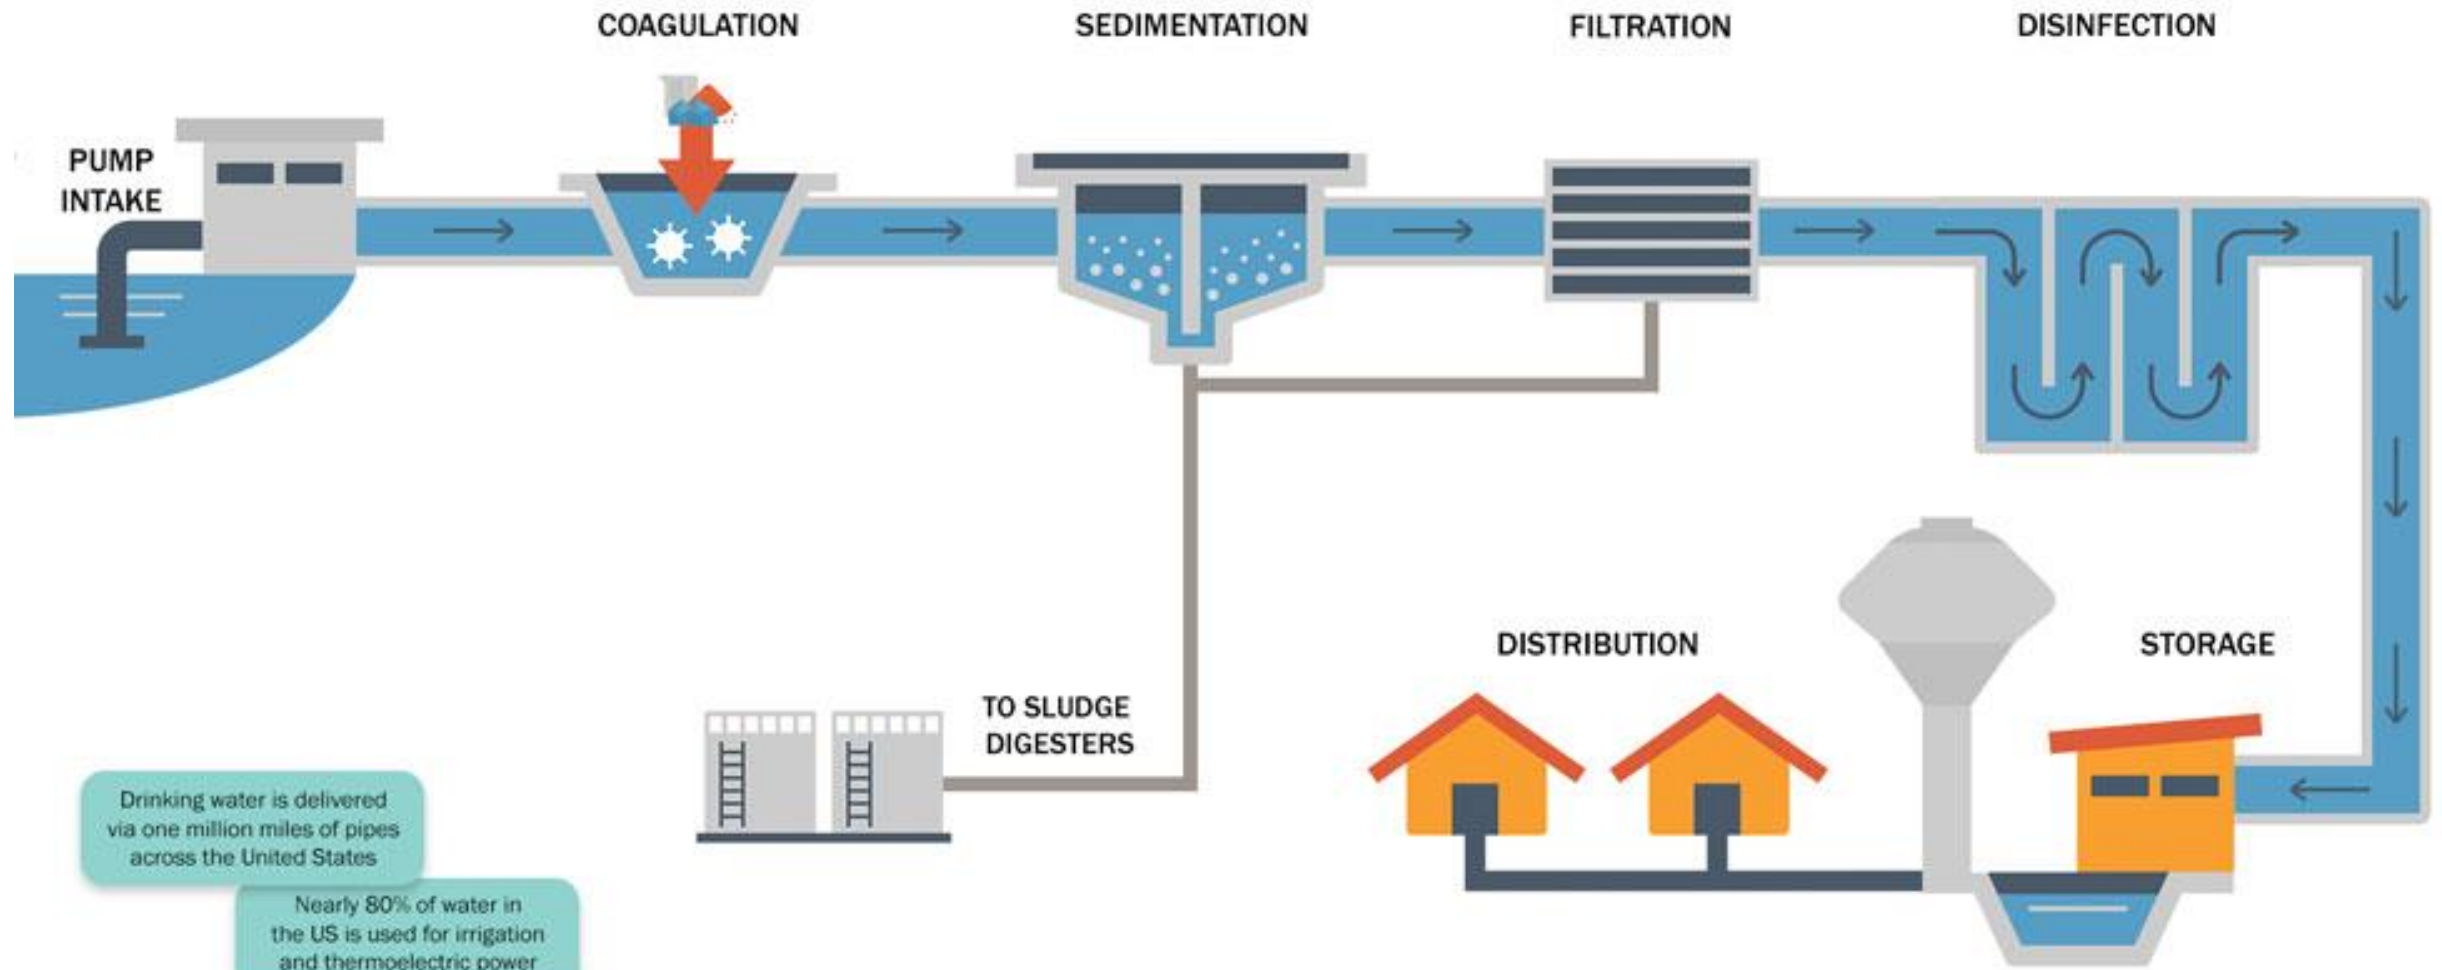 COAGULATION
SEDIMENTATION
FILTRATION
DISINFECTION
PUMP
INTAKE
DISTRIBUTION
STORAGE
TO SLUDGE
DIGESTERS
Drinking water is delivered
via one million miles of pipes
across the United States
Nearly 80% of water in
the US is used for irrigation
and thermoelectric power